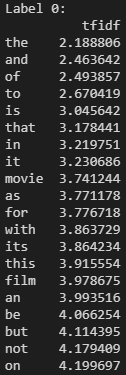 Label 0:
tfidf
the 2.188806
and 2.463642
of 2.493857
to 2.670419
is 3.045642
that 3.178441
in 3.219751
it 3.230686
movie 3.741244
as 3.771178
for 3.776718
with 3.863729
its 3.864234
this 3.915554
film 3.978675
an 3.993516
be 4.066254
but 4.114395
not 4.179409
on 4.199697